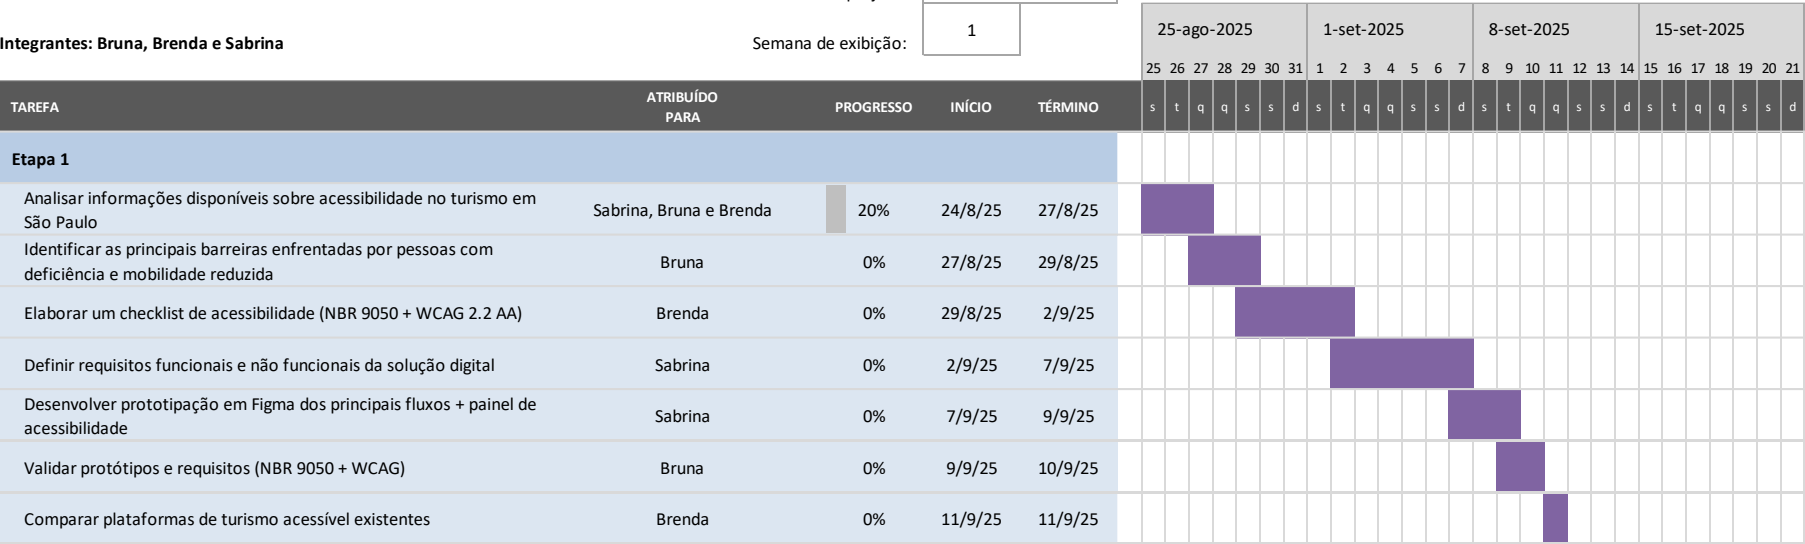 1
25-ago-2025 1-set-2025 8-set-2025 15-set-2025
Integrantes: Bruna, Brenda e Sabrina Semana de exibição:
25 26 27 28 29 30 31 1 2 3 4 5 6 7 8 9 10 11 12 13 14 15 16 17 18 19 20 21
TAREFA ATRIBUÍDO PROGRESSO INÍCIO TÉRMINO s t q q s s d s t q q s s d s t q q s s d s t q q s s d
PARA
Etapa 1
Analisar informações disponíveis sobre acessibilidade no turismo em
São Paulo
Sabrina, Bruna e Brenda 20% 24/8/25 27/8/25
Identificar as principais barreiras enfrentadas por pessoas com
deficiência e mobilidade reduzida
Bruna 0% 27/8/25 29/8/25
Elaborar um checklist de acessibilidade (NBR 9050 + WCAG 2.2 AA) Brenda 0% 29/8/25 2/9/25
Definir requisitos funcionais e não funcionais da solução digital Sabrina 0% 2/9/25 7/9/25
Desenvolver prototipação em Figma dos principais fluxos + painel de
acessibilidade
Sabrina 0% 7/9/25 9/9/25
Validar protótipos e requisitos (NBR 9050 + WCAG) Bruna 0% 9/9/25 10/9/25
Comparar plataformas de turismo acessível existentes Brenda 0% 11/9/25 11/9/25